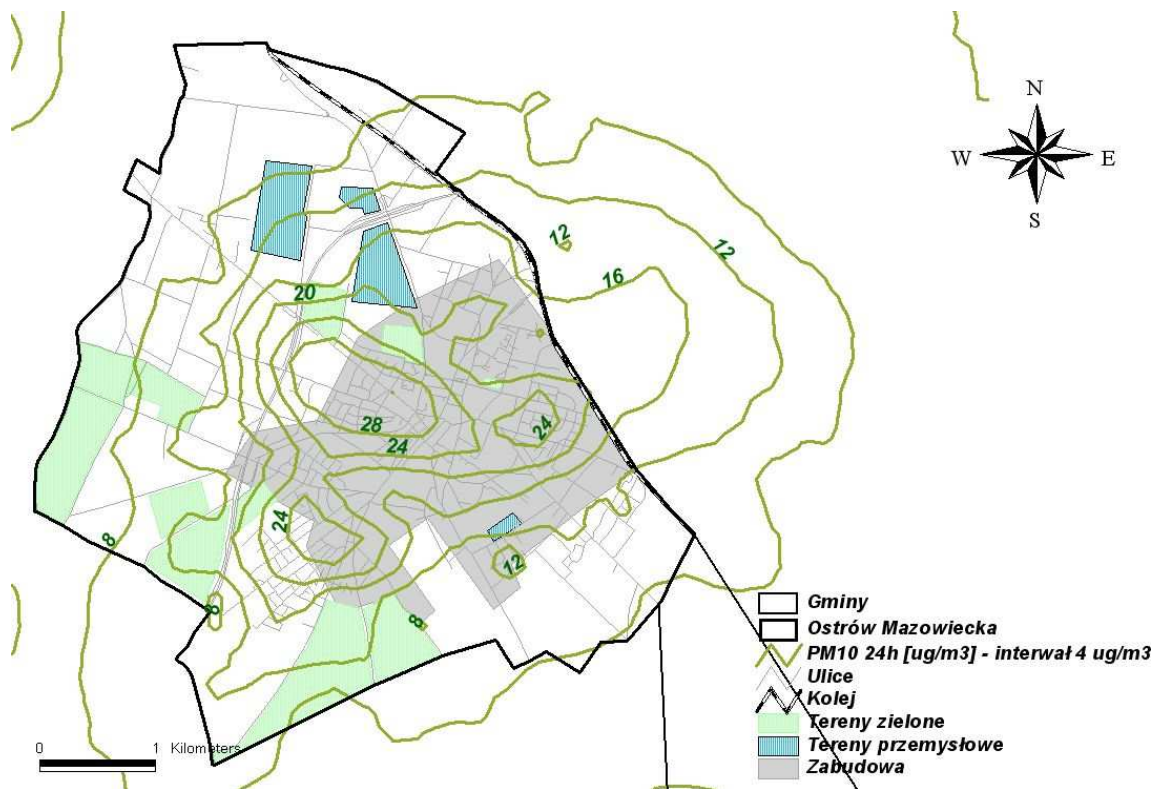 N
W E
S
12
12
16
20
28
24
24
24
8
12
8
8
Gminy
Ostrów Mazowiecka
PM10 24h [ug/m3] - interwał 4 ug/m3
Ulice
Kolej
Tereny zielone
Tereny przemysłowe
Zabudowa
0 1 Kilometers